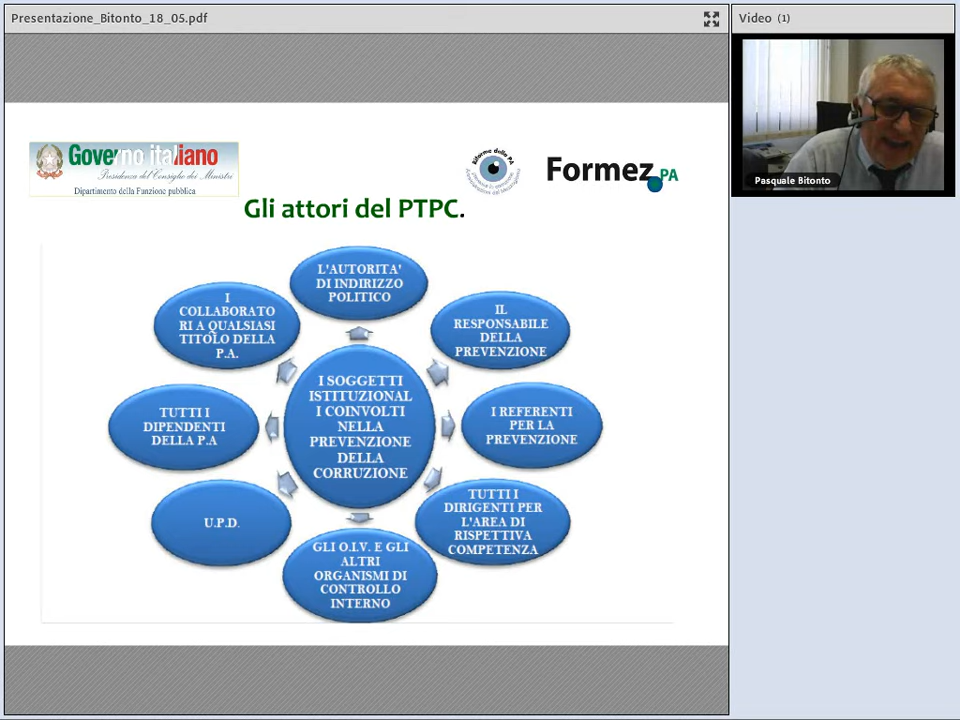 Presentazione_Bitonto_18_05.pdf
Video (1)
Pasquale Bitonto
Governo italiano
Presidenza del Consiglio dei Ministri
Dipartimento della Funzione pubblica
Riforme delle PA
Formez PA
Gli attori del PTPC.
L'AUTORITA'
DI INDIRIZZO
POLITICO
IL
RESPONSABILE
DELLA
PREVENZIONE
I REFERENTI
PER LA
PREVENZIONE
TUTTI I
DIRIGENTI PER
L'AREA DI
RISPETTIVA
COMPETENZA
GLI O.I.V. E GLI
ALTRI
ORGANISMI DI
CONTROLLO
INTERNO
U.P.D.
TUTTI I
DIPENDENTI
DELLA P.A
I
COLLABORATO
RI A QUALSIASI
TITOLO DELLA
P.A.
I SOGGETTI
ISTITUZIONAL
I COINVOLTI
NELLA
PREVENZIONE
DELLA
CORRUZIONE